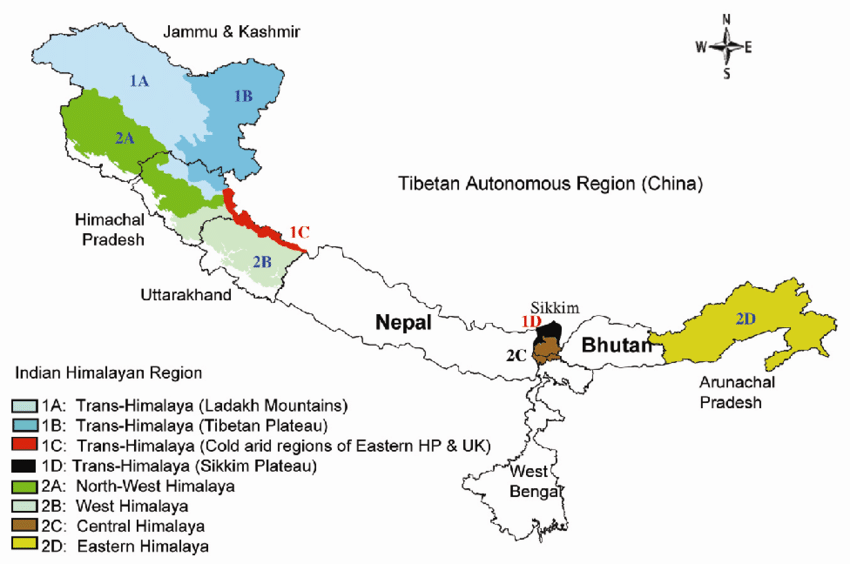 Jammu & Kashmir
N
W E
S
1A
1B
2A
Tibetan Autonomous Region (China)
Himachal
Pradesh
1C
2B
Uttarakhand
Nepal
Sikkim
1D
2C
Bhutan
2D
Arunachal
Pradesh
West
Bengal
Indian Himalayan Region
1A: Trans-Himalaya (Ladakh Mountains)
1B: Trans-Himalaya (Tibetan Plateau)
1C: Trans-Himalaya (Cold arid regions of Eastern HP & UK)
1D: Trans-Himalaya (Sikkim Plateau)
2A: North-West Himalaya
2B: West Himalaya
2C: Central Himalaya
2D: Eastern Himalaya